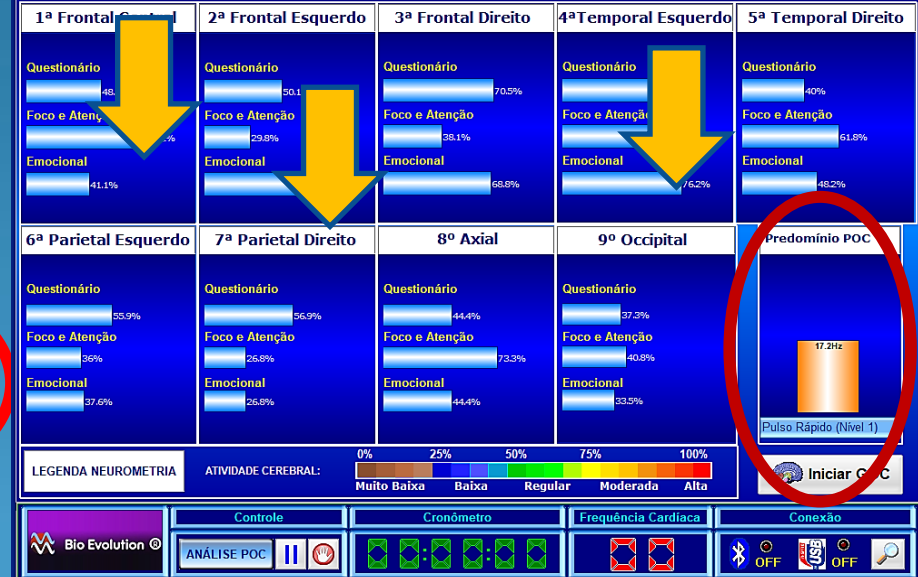 1ª Frontal
2ª Frontal Esquerdo
3ª Frontal Direito
4ªTemporal Esquerdo
5ª Temporal Direito
Questionário
48.
Foco e Atenç
%
Emocional
41.1%
Questionário
50.1
Foco e Atenç
29.8%
Emocional
Questionário
70.5%
Foco e Atenção
38.1%
Emocional
68.8%
Questionário
Foco e Atenção
Emocional
76.2%
Questionário
40%
Foco e Atenção
61.8%
Emocional
48.2%
6ª Parietal Esquerdo
7ª Parietal Direito
8º Axial
9º Occipital
Predomínio POC
Questionário
55.9%
Foco e Atenção
36%
Emocional
37.6%
Questionário
56.9%
Foco e Atenção
26.8%
Emocional
26.8%
Questionário
44.4%
Foco e Atenção
73.3%
Emocional
44.4%
Questionário
37.3%
Foco e Atenção
40.8%
Emocional
33.5%
17.2Hz
Pulso Rápido (Nível 1)
LEGENDA NEUROMETRIA
ATIVIDADE CEREBRAL:
0% 25% 50% 75% 100%
Muito Baixa Baixa Regular Moderada Alta
Iniciar G C
Bio Evolution ®
Controle
ANÁLISE POC
Cronômetro
Frequência Cardíaca
Conexão
OFF
USB
OFF